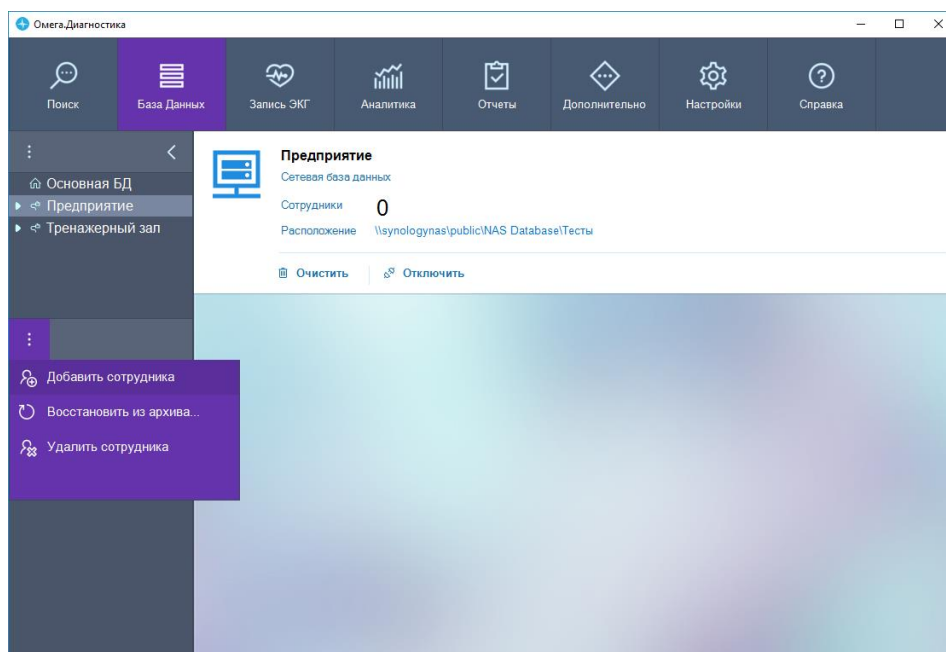 Омега.Диагностика
Поиск
База Данных
Запись ЭКГ
Аналитика
Отчеты
Дополнительно
Настройки
Справка
Основная БД
Предприятие
Тренажерный зал
Предприятие
Сетевая база данных
Сотрудники 0
Расположение \\synologynas\public\NAS Database\Тесты
Очистить Отключить
Добавить сотрудника
Восстановить из архива...
Удалить сотрудника